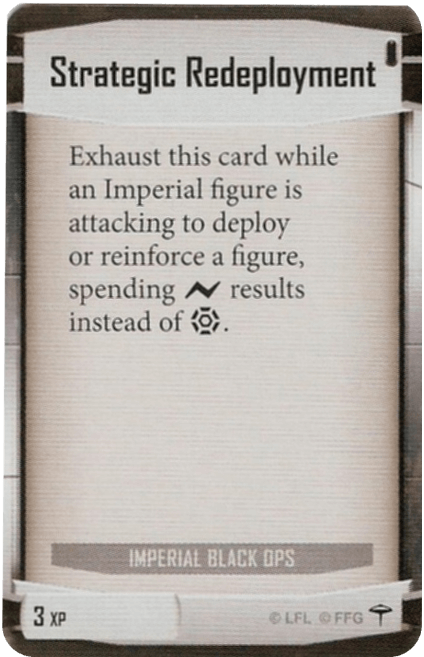 Strategic Redeployment
Exhaust this card while
an Imperial figure is
attacking to deploy
or reinforce a figure,
spending results
instead of .
IMPERIAL BLACK OPS
3 XP
© LFL © FFG